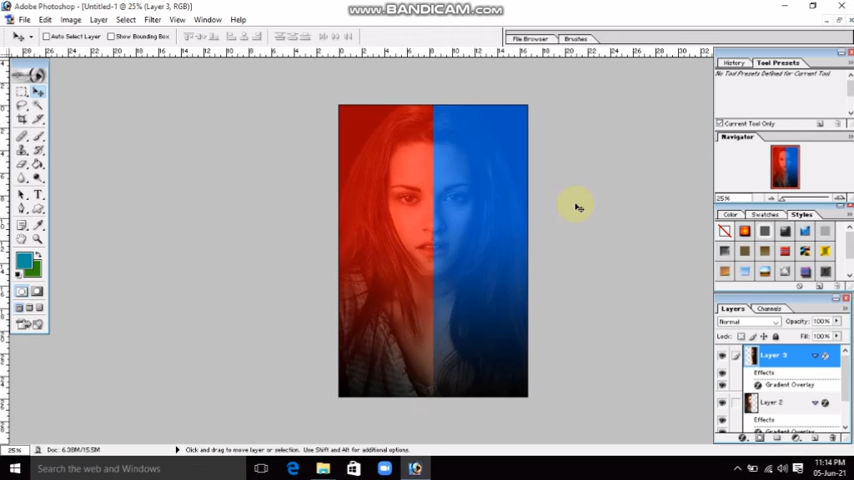 Adobe Photoshop - [Untitled-1 @ 25% (Layer 3, RGB)]
www.BANDICAM.com
File Edit Image Layer Select Filter View Window Help
Auto Select Layer Show Bounding Box
File Browser Brushes
History Tool Presets
No Tool Presets Defined for Current Tool
Current Tool Only
Navigator
25%
Color Swatches Styles
Layers Channels
Normal Opacity: 100%
Lock: Fill: 100%
Layer 3
Effects
Gradient Overlay
Layer 2
Effects
25% Doc: 6.08M/15.5M Click and drag to move layer or selection. Use Shift and Alt for additional options.
Search the web and Windows
11:14 PM
05-Jun-21